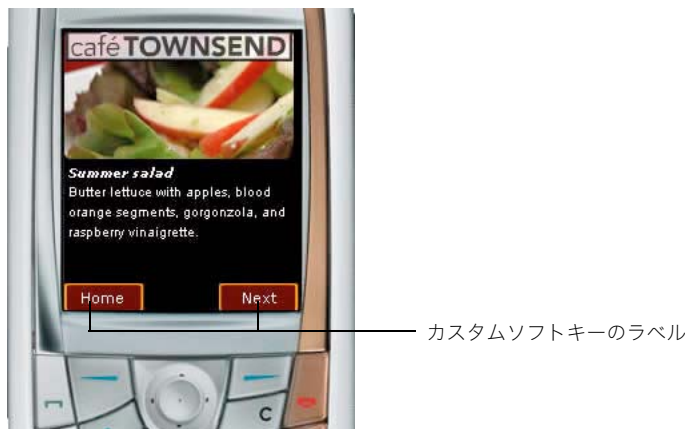 café TOWNSEND
Summer salad
Butter lettuce with apples, blood
orange segments, gorgonzola, and
raspberry vinaigrette.
Home
Next
カスタムソフトキーのラベル
C